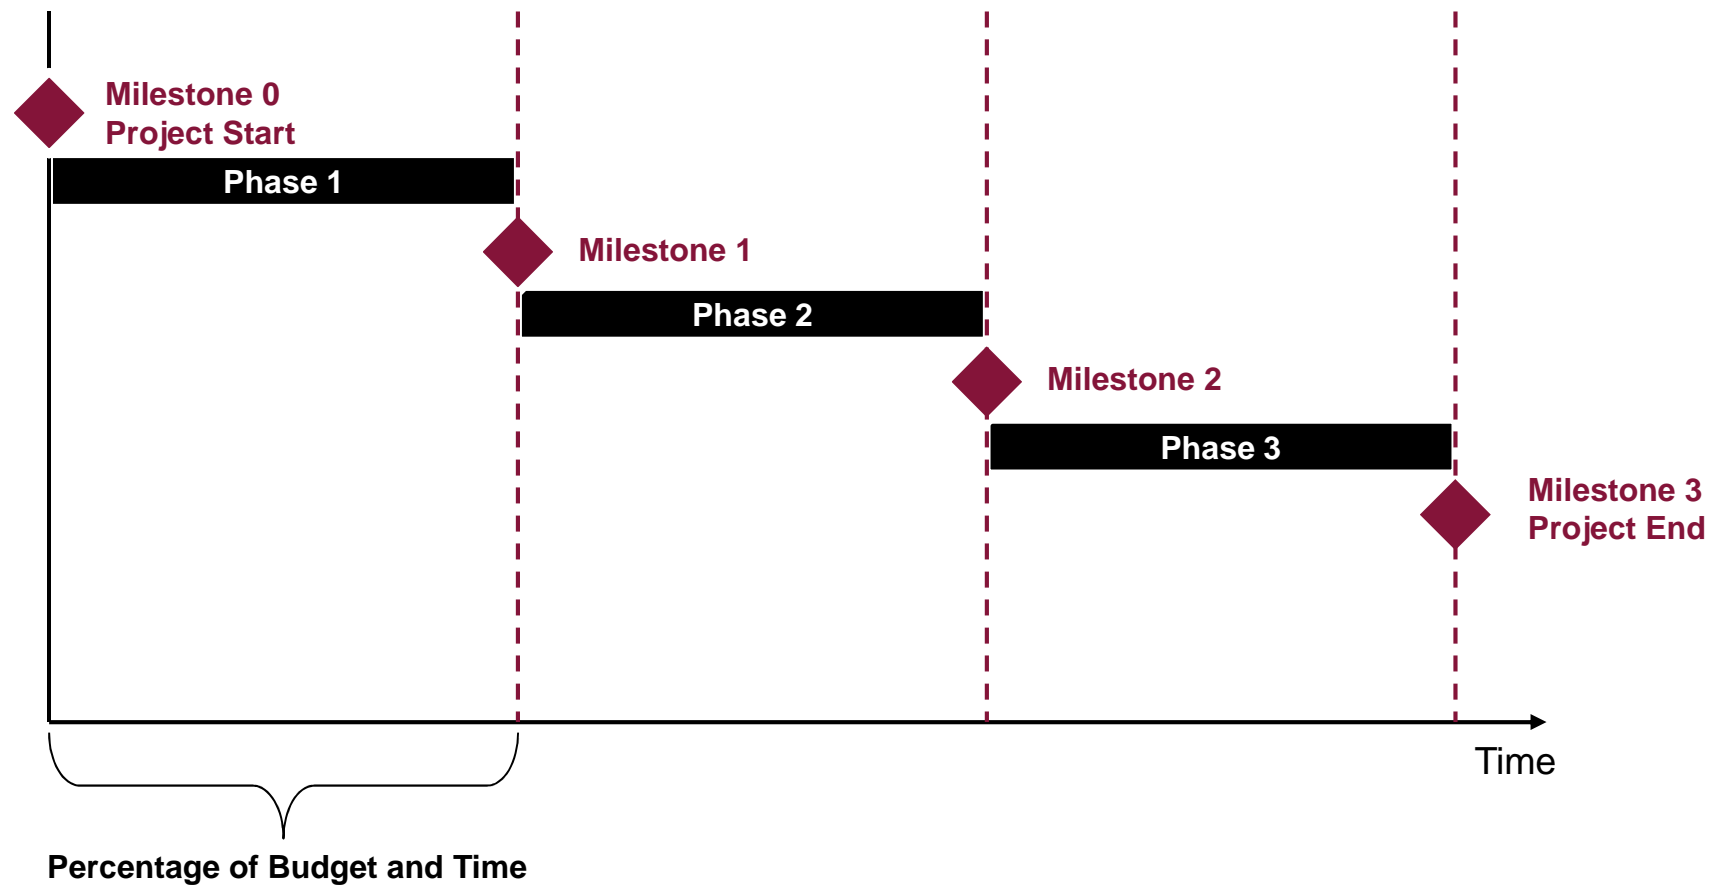 Milestone 0
Project Start
Phase 1
Milestone 1
Phase 2
Milestone 2
Phase 3
Milestone 3
Project End
Time
Percentage of Budget and Time